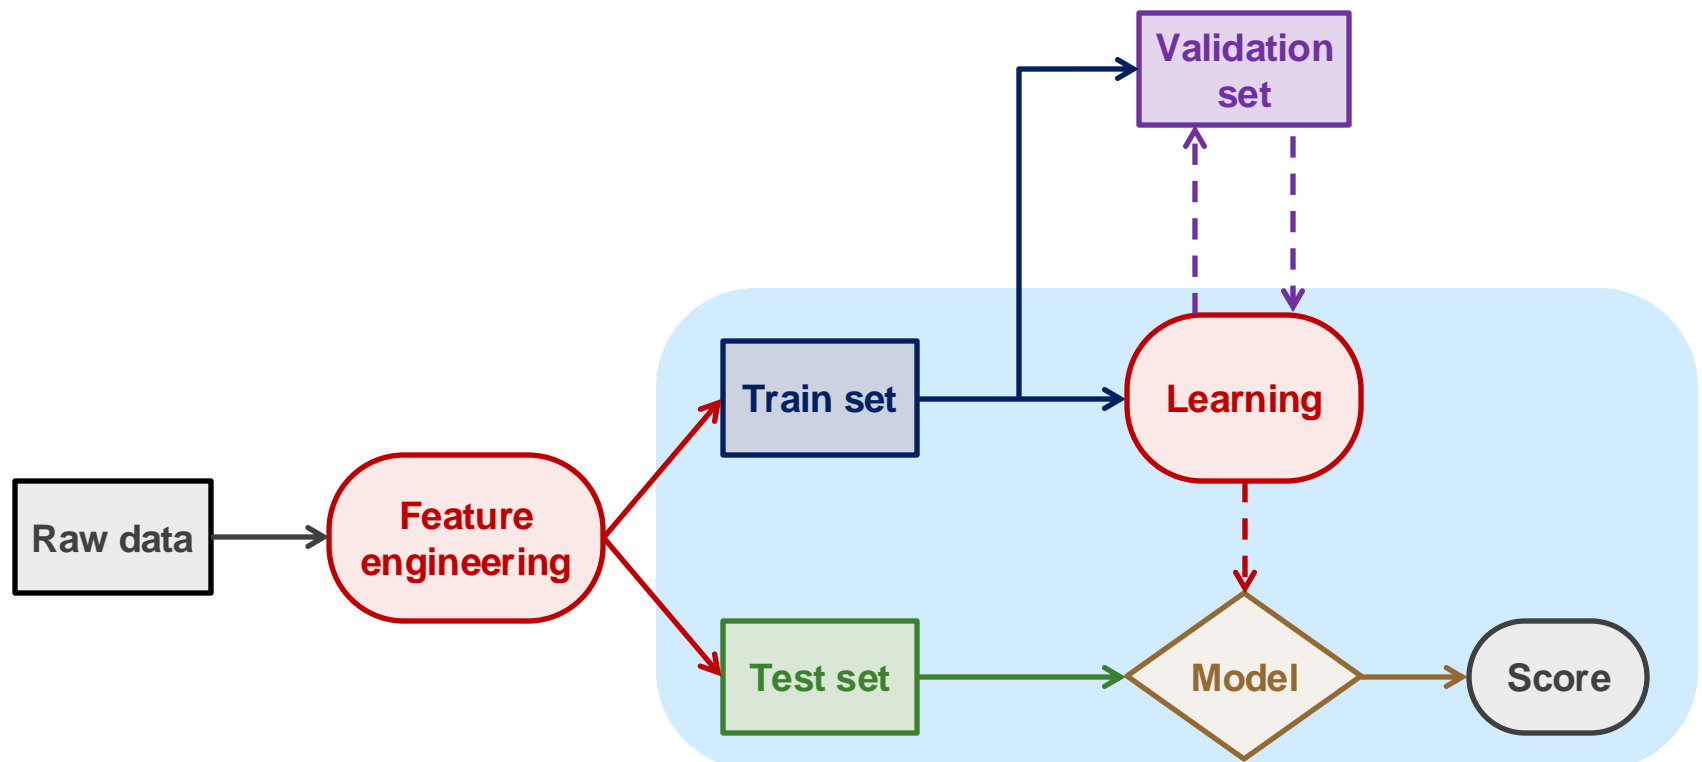 Validation
set
Train set
Learning
Raw data
Feature
engineering
Test set
Model
Score